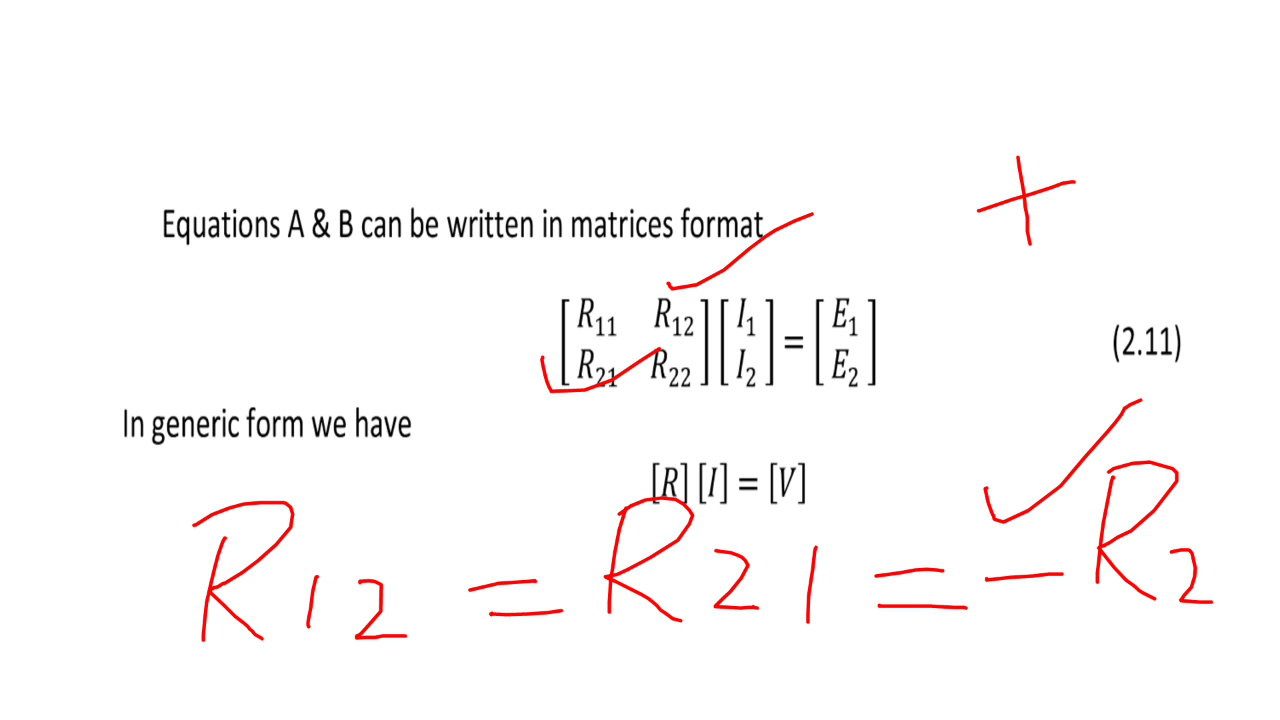 Equations A & B can be written in matrices format
[R₁₁ R₁₂] [I₁] = [E₁]
[R₂₁ R₂₂] [I₂] [E₂]
(2.11)
In generic form we have
[R] [I] = [V]
R12 = R21 = -R2
+